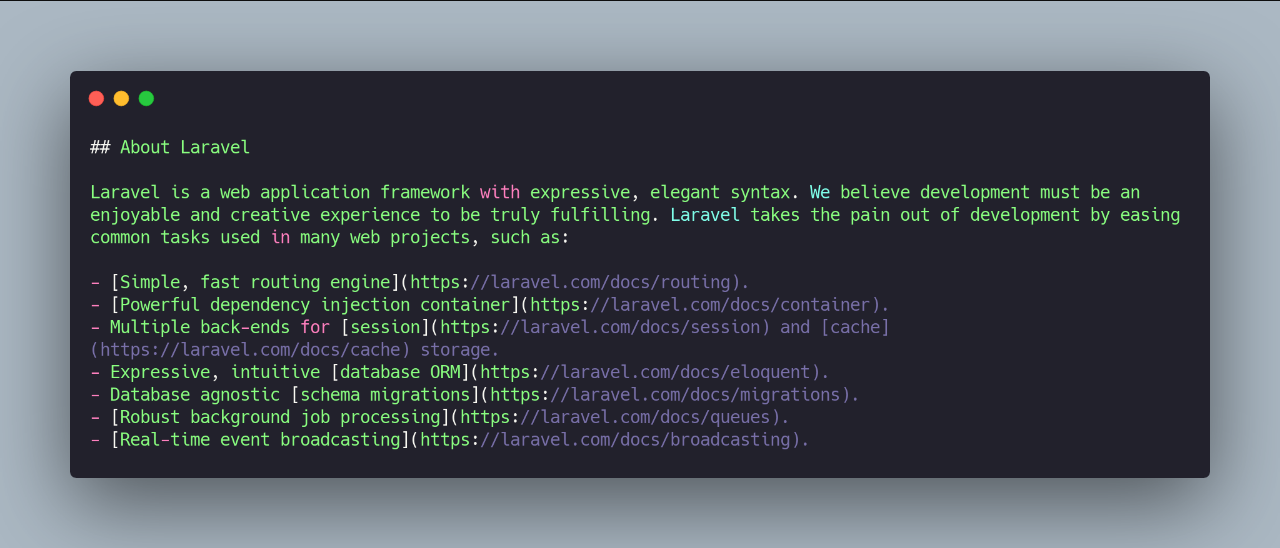 ## About Laravel
Laravel is a web application framework with expressive, elegant syntax. We believe development must be an
enjoyable and creative experience to be truly fulfilling. Laravel takes the pain out of development by easing
common tasks used in many web projects, such as:
- [Simple, fast routing engine](https://laravel.com/docs/routing).
- [Powerful dependency injection container](https://laravel.com/docs/container).
- Multiple back-ends for [session](https://laravel.com/docs/session) and [cache]
(https://laravel.com/docs/cache) storage.
- Expressive, intuitive [database ORM](https://laravel.com/docs/eloquent).
- Database agnostic [schema migrations](https://laravel.com/docs/migrations).
- [Robust background job processing](https://laravel.com/docs/queues).
- [Real-time event broadcasting](https://laravel.com/docs/broadcasting).